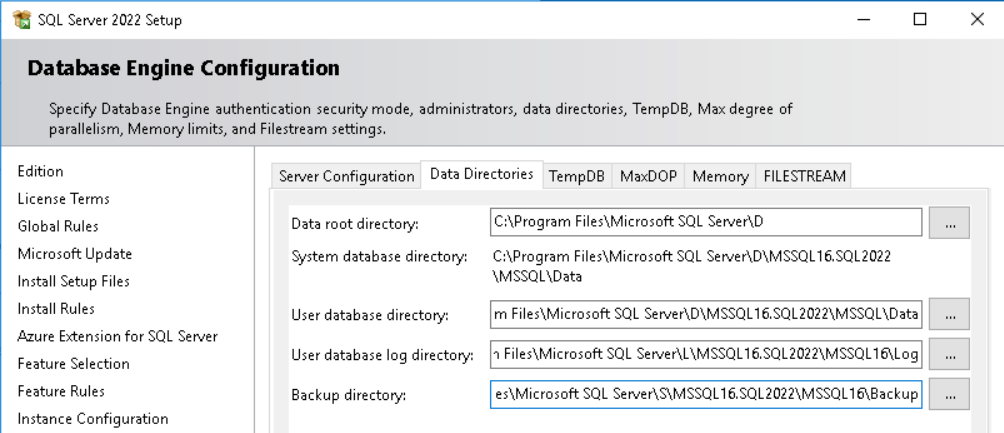 SQL Server 2022 Setup
Database Engine Configuration
Specify Database Engine authentication security mode, administrators, data directories, TempDB, Max degree of
parallelism, Memory limits, and Filestream settings.
Edition
License Terms
Global Rules
Microsoft Update
Install Setup Files
Install Rules
Azure Extension for SQL Server
Feature Selection
Feature Rules
Instance Configuration
Server Configuration Data Directories TempDB MaxDOP Memory FILESTREAM
Data root directory: C:\Program Files\Microsoft SQL Server\D ...
System database directory: C:\Program Files\Microsoft SQL Server\D\MSSQL16.SQL2022
\MSSQL\Data
User database directory: m Files\Microsoft SQL Server\D\MSSQL16.SQL2022\MSSQL\Data ...
User database log directory: n Files\Microsoft SQL Server\L\MSSQL16.SQL2022\MSSQL16\Log ...
Backup directory: es\Microsoft SQL Server\S\MSSQL16.SQL2022\MSSQL16\Backup ...